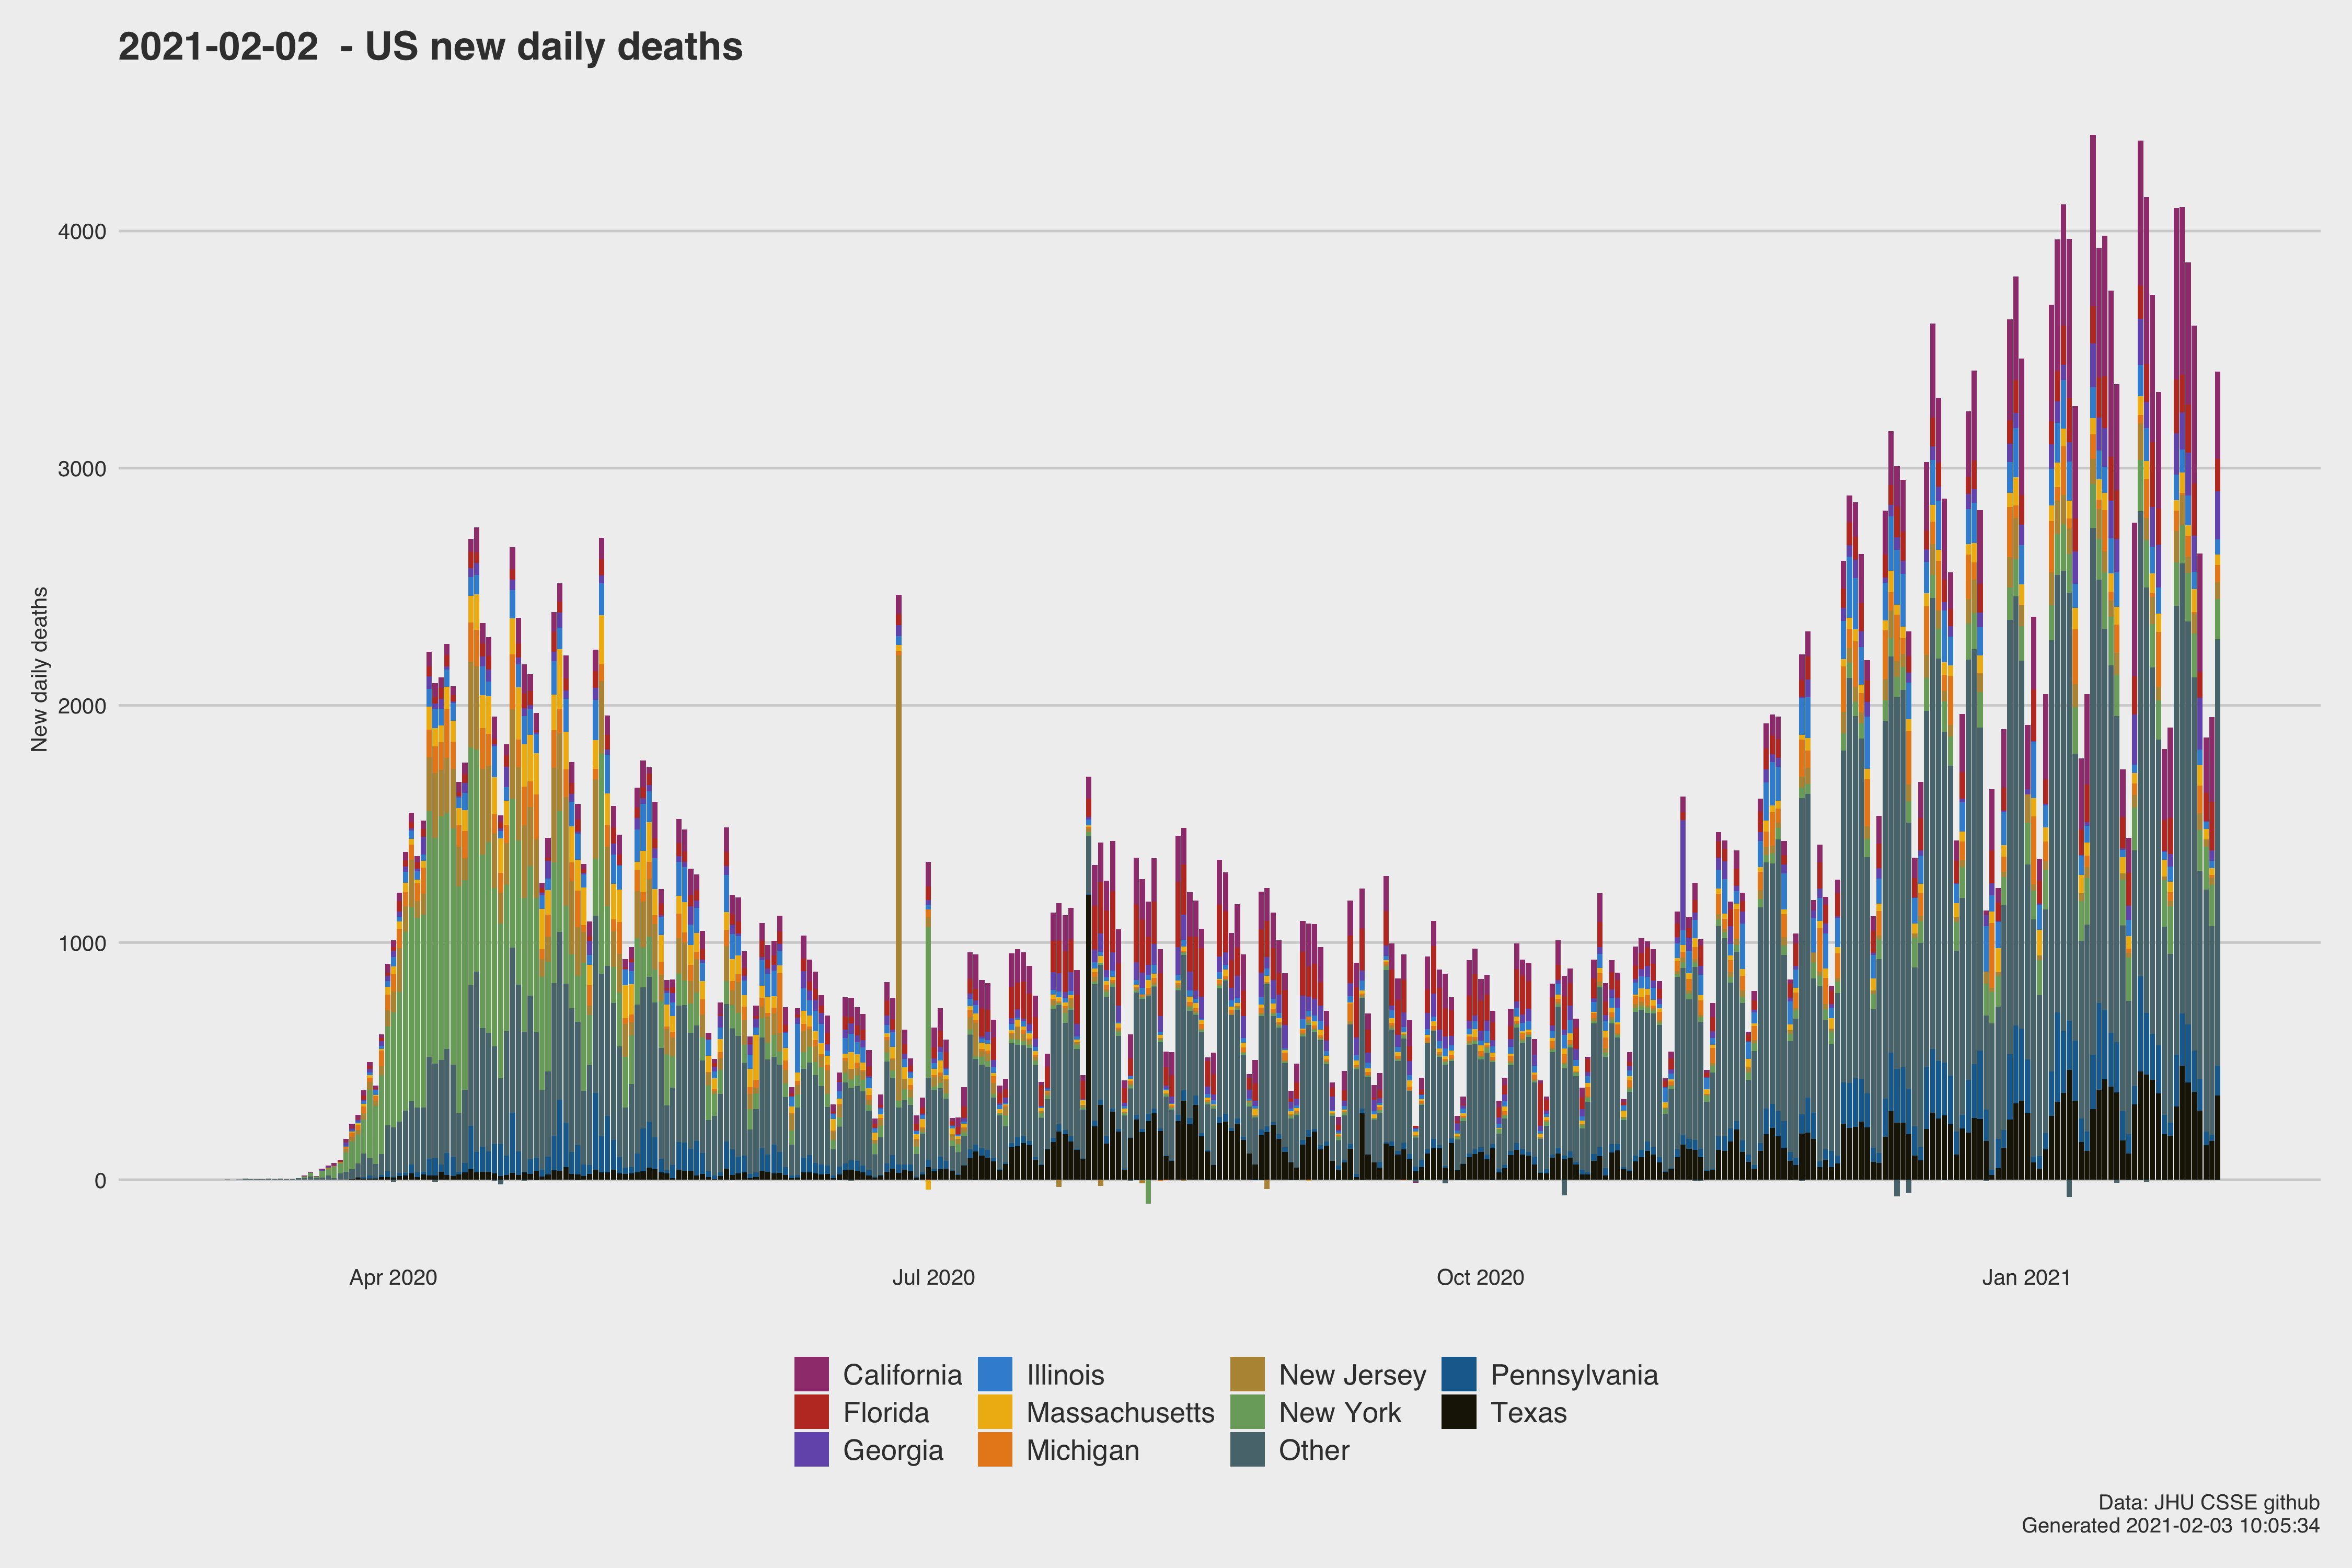 2021-02-02  - US new daily deaths
New daily deaths
4000
3000
2000
1000
0
Apr 2020
Jul 2020
Oct 2020
Jan 2021
California
Illinois
New Jersey
Pennsylvania
Florida
Massachusetts
New York
Texas
Georgia
Michigan
Other
Data: JHU CSSE github
Generated 2021-02-03 10:05:34